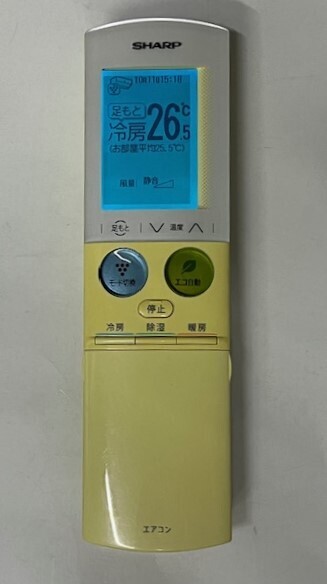 SHARP
足もと
冷房 26.5℃
(お部屋平均25.5℃)
風量 静音
足もと 温度
モード切換 エコ自動
停止
冷房 除湿 暖房
エアコン